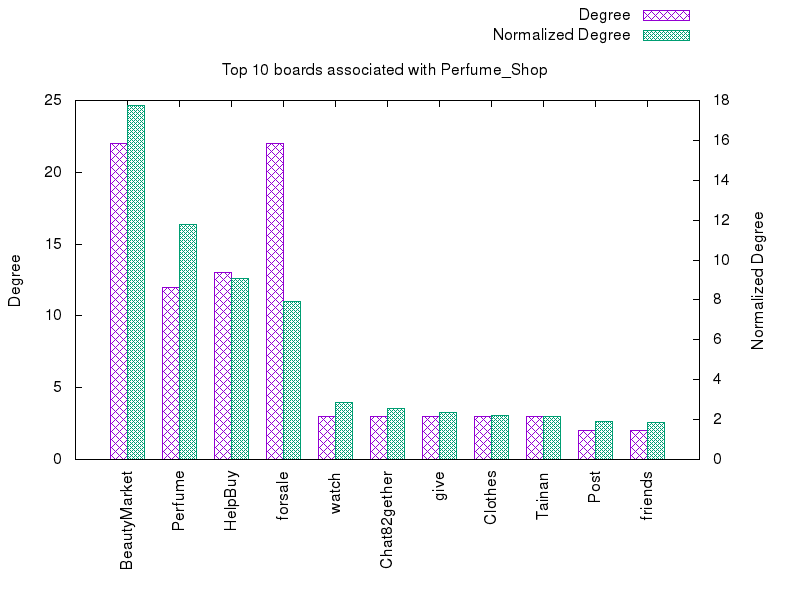 Degree
Normalized Degree
Top 10 boards associated with Perfume_Shop
25
20
15
10
5
0
18
16
14
12
10
8
6
4
2
0
Degree
Normalized Degree
BeautyMarket
Perfume
HelpBuy
forsale
watch
Chat82gether
give
Clothes
Tainan
Post
friends